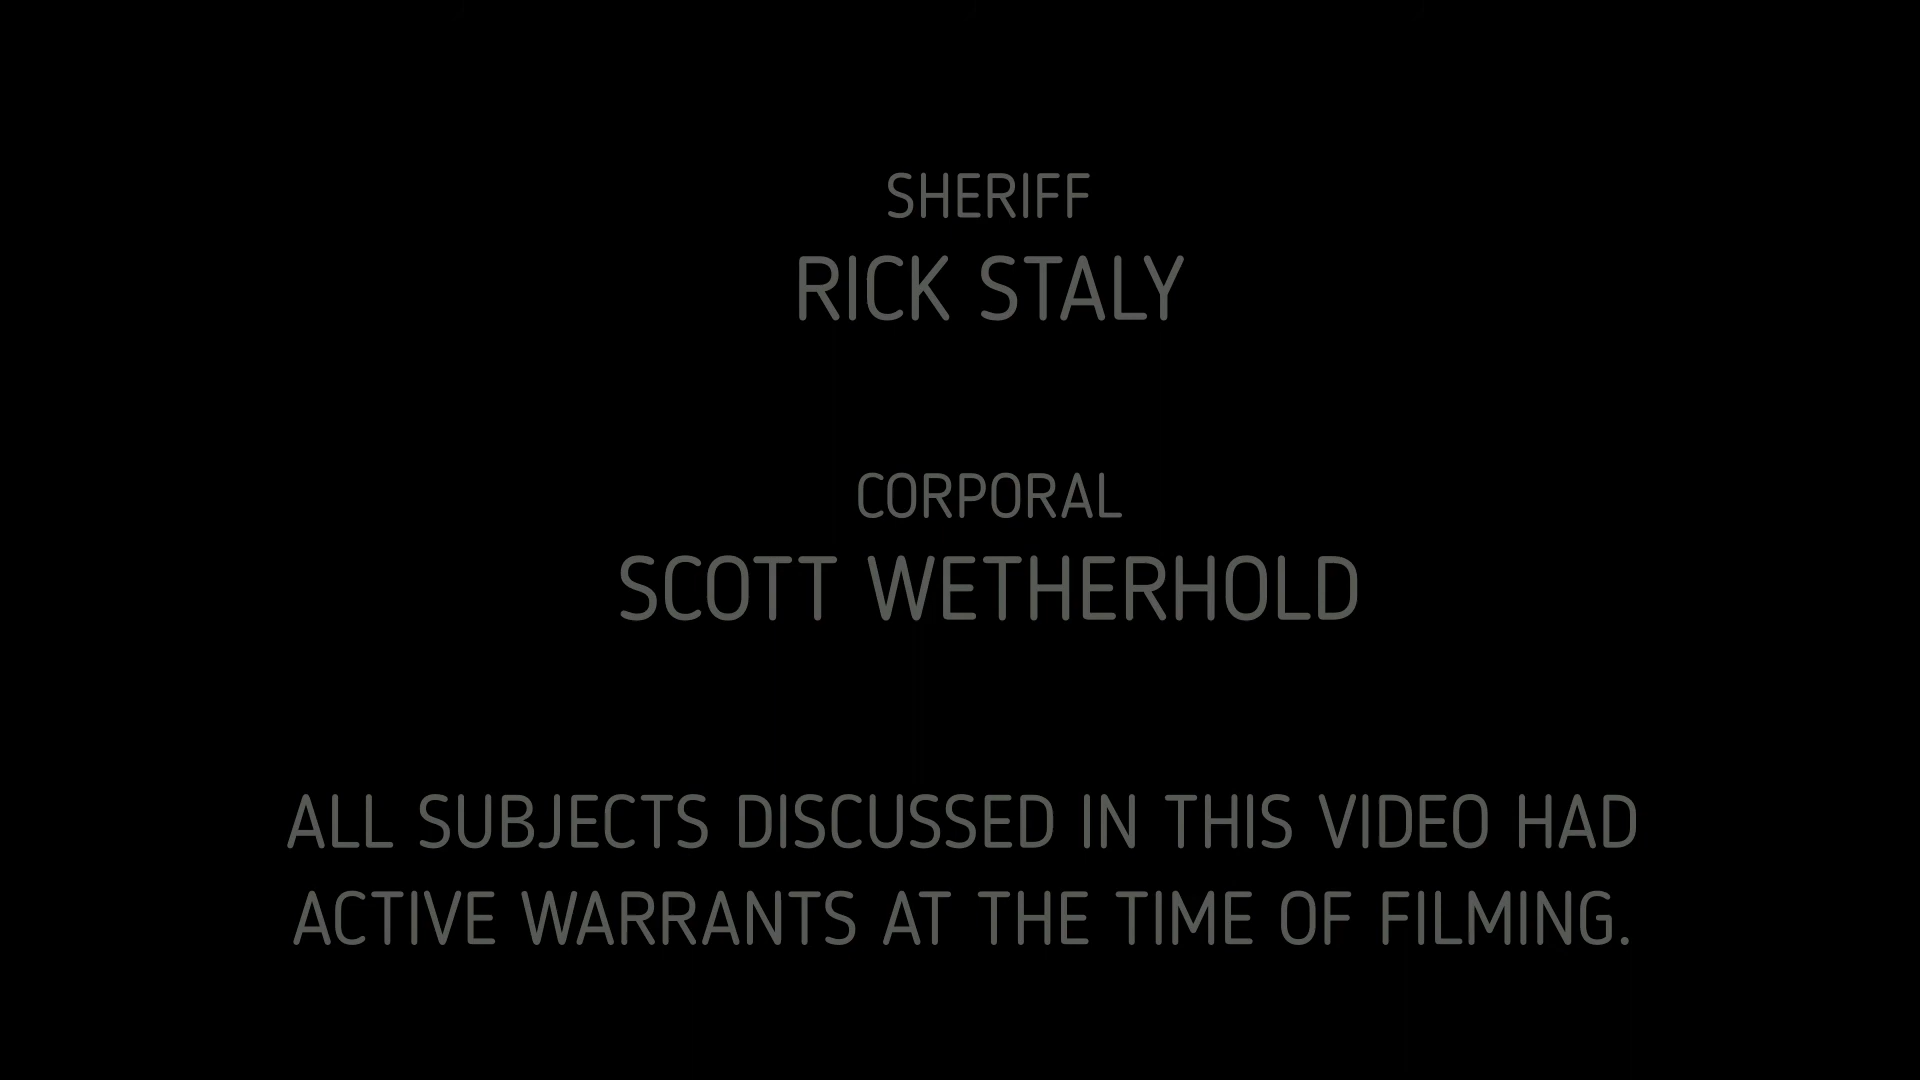 SHERIFF
RICK STALY
CORPORAL
SCOTT WETHERHOLD
ALL SUBJECTS DISCUSSED IN THIS VIDEO HAD
ACTIVE WARRANTS AT THE TIME OF FILMING.